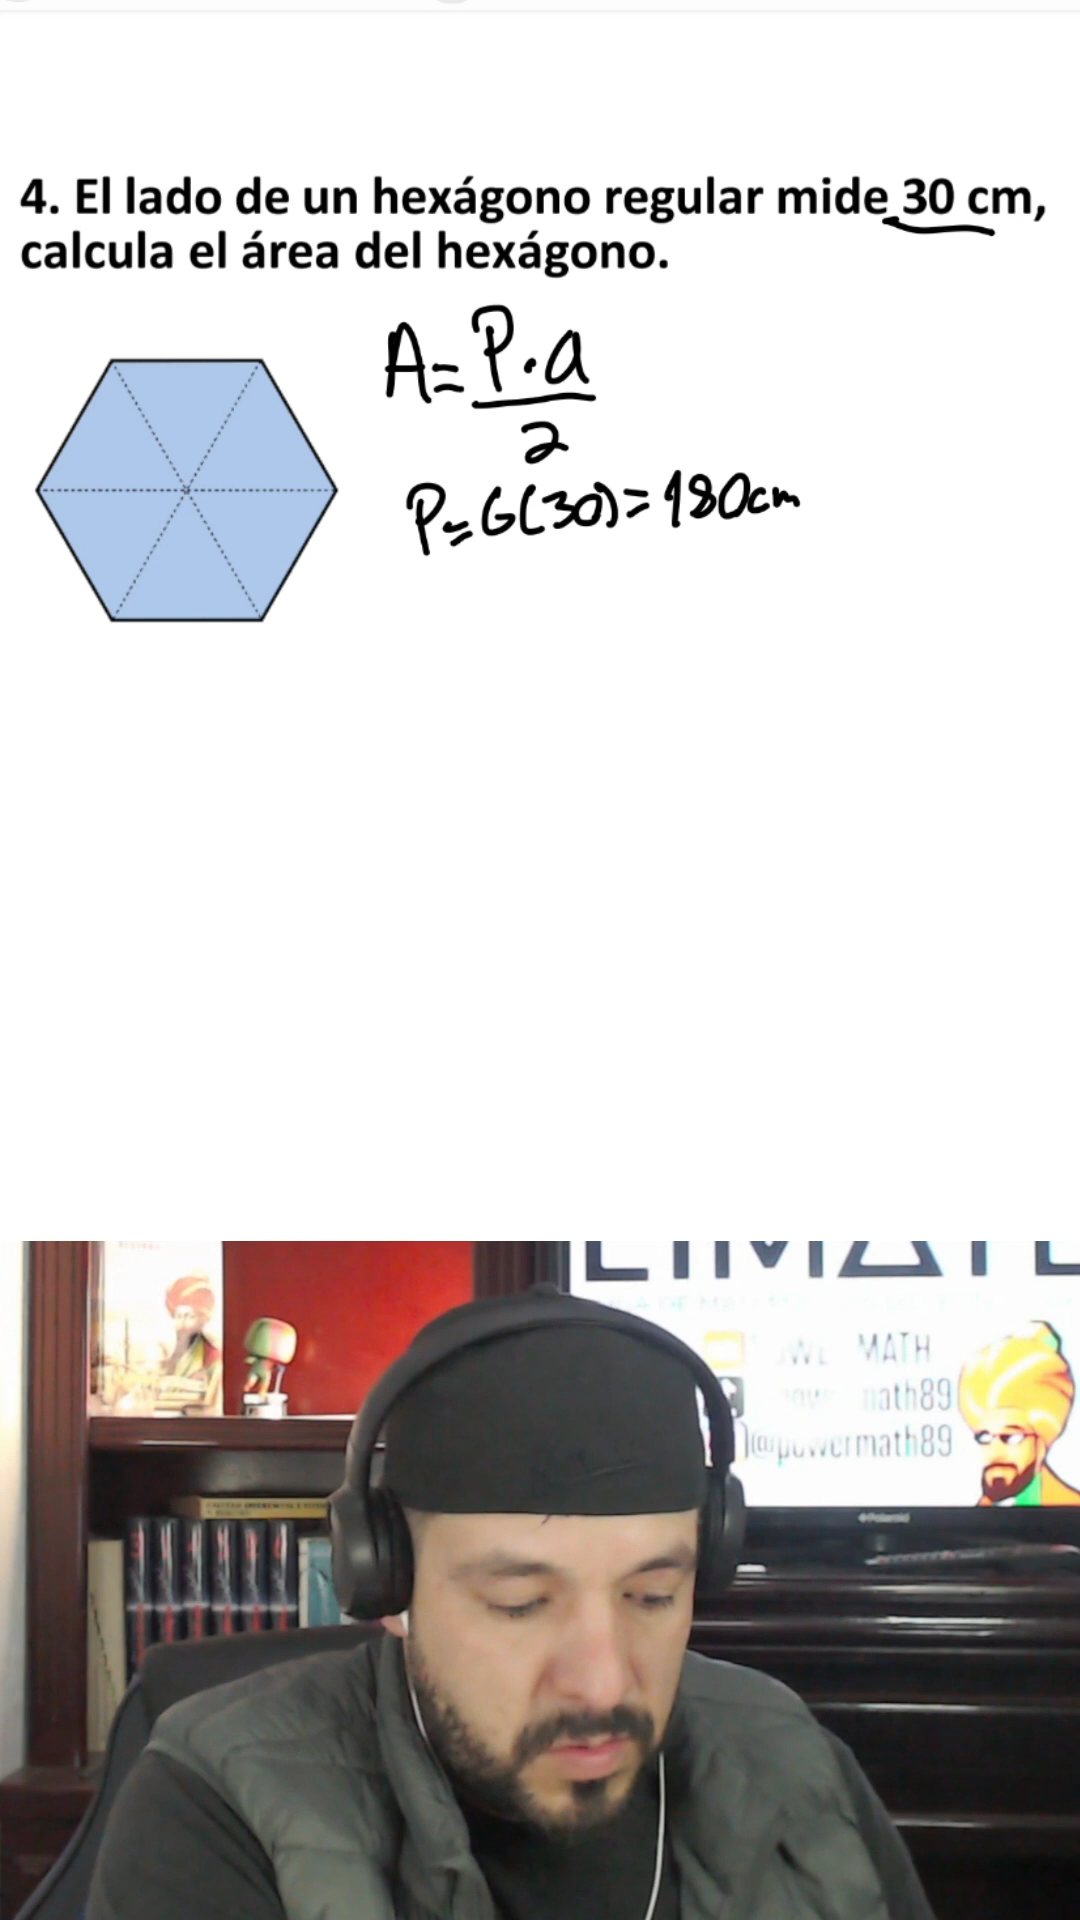 4. El lado de un hexágono regular mide 30 cm,
calcula el área del hexágono.
A = P·a
2
P = 6(30) = 180cm
MATH
@powermath89
Polaroid